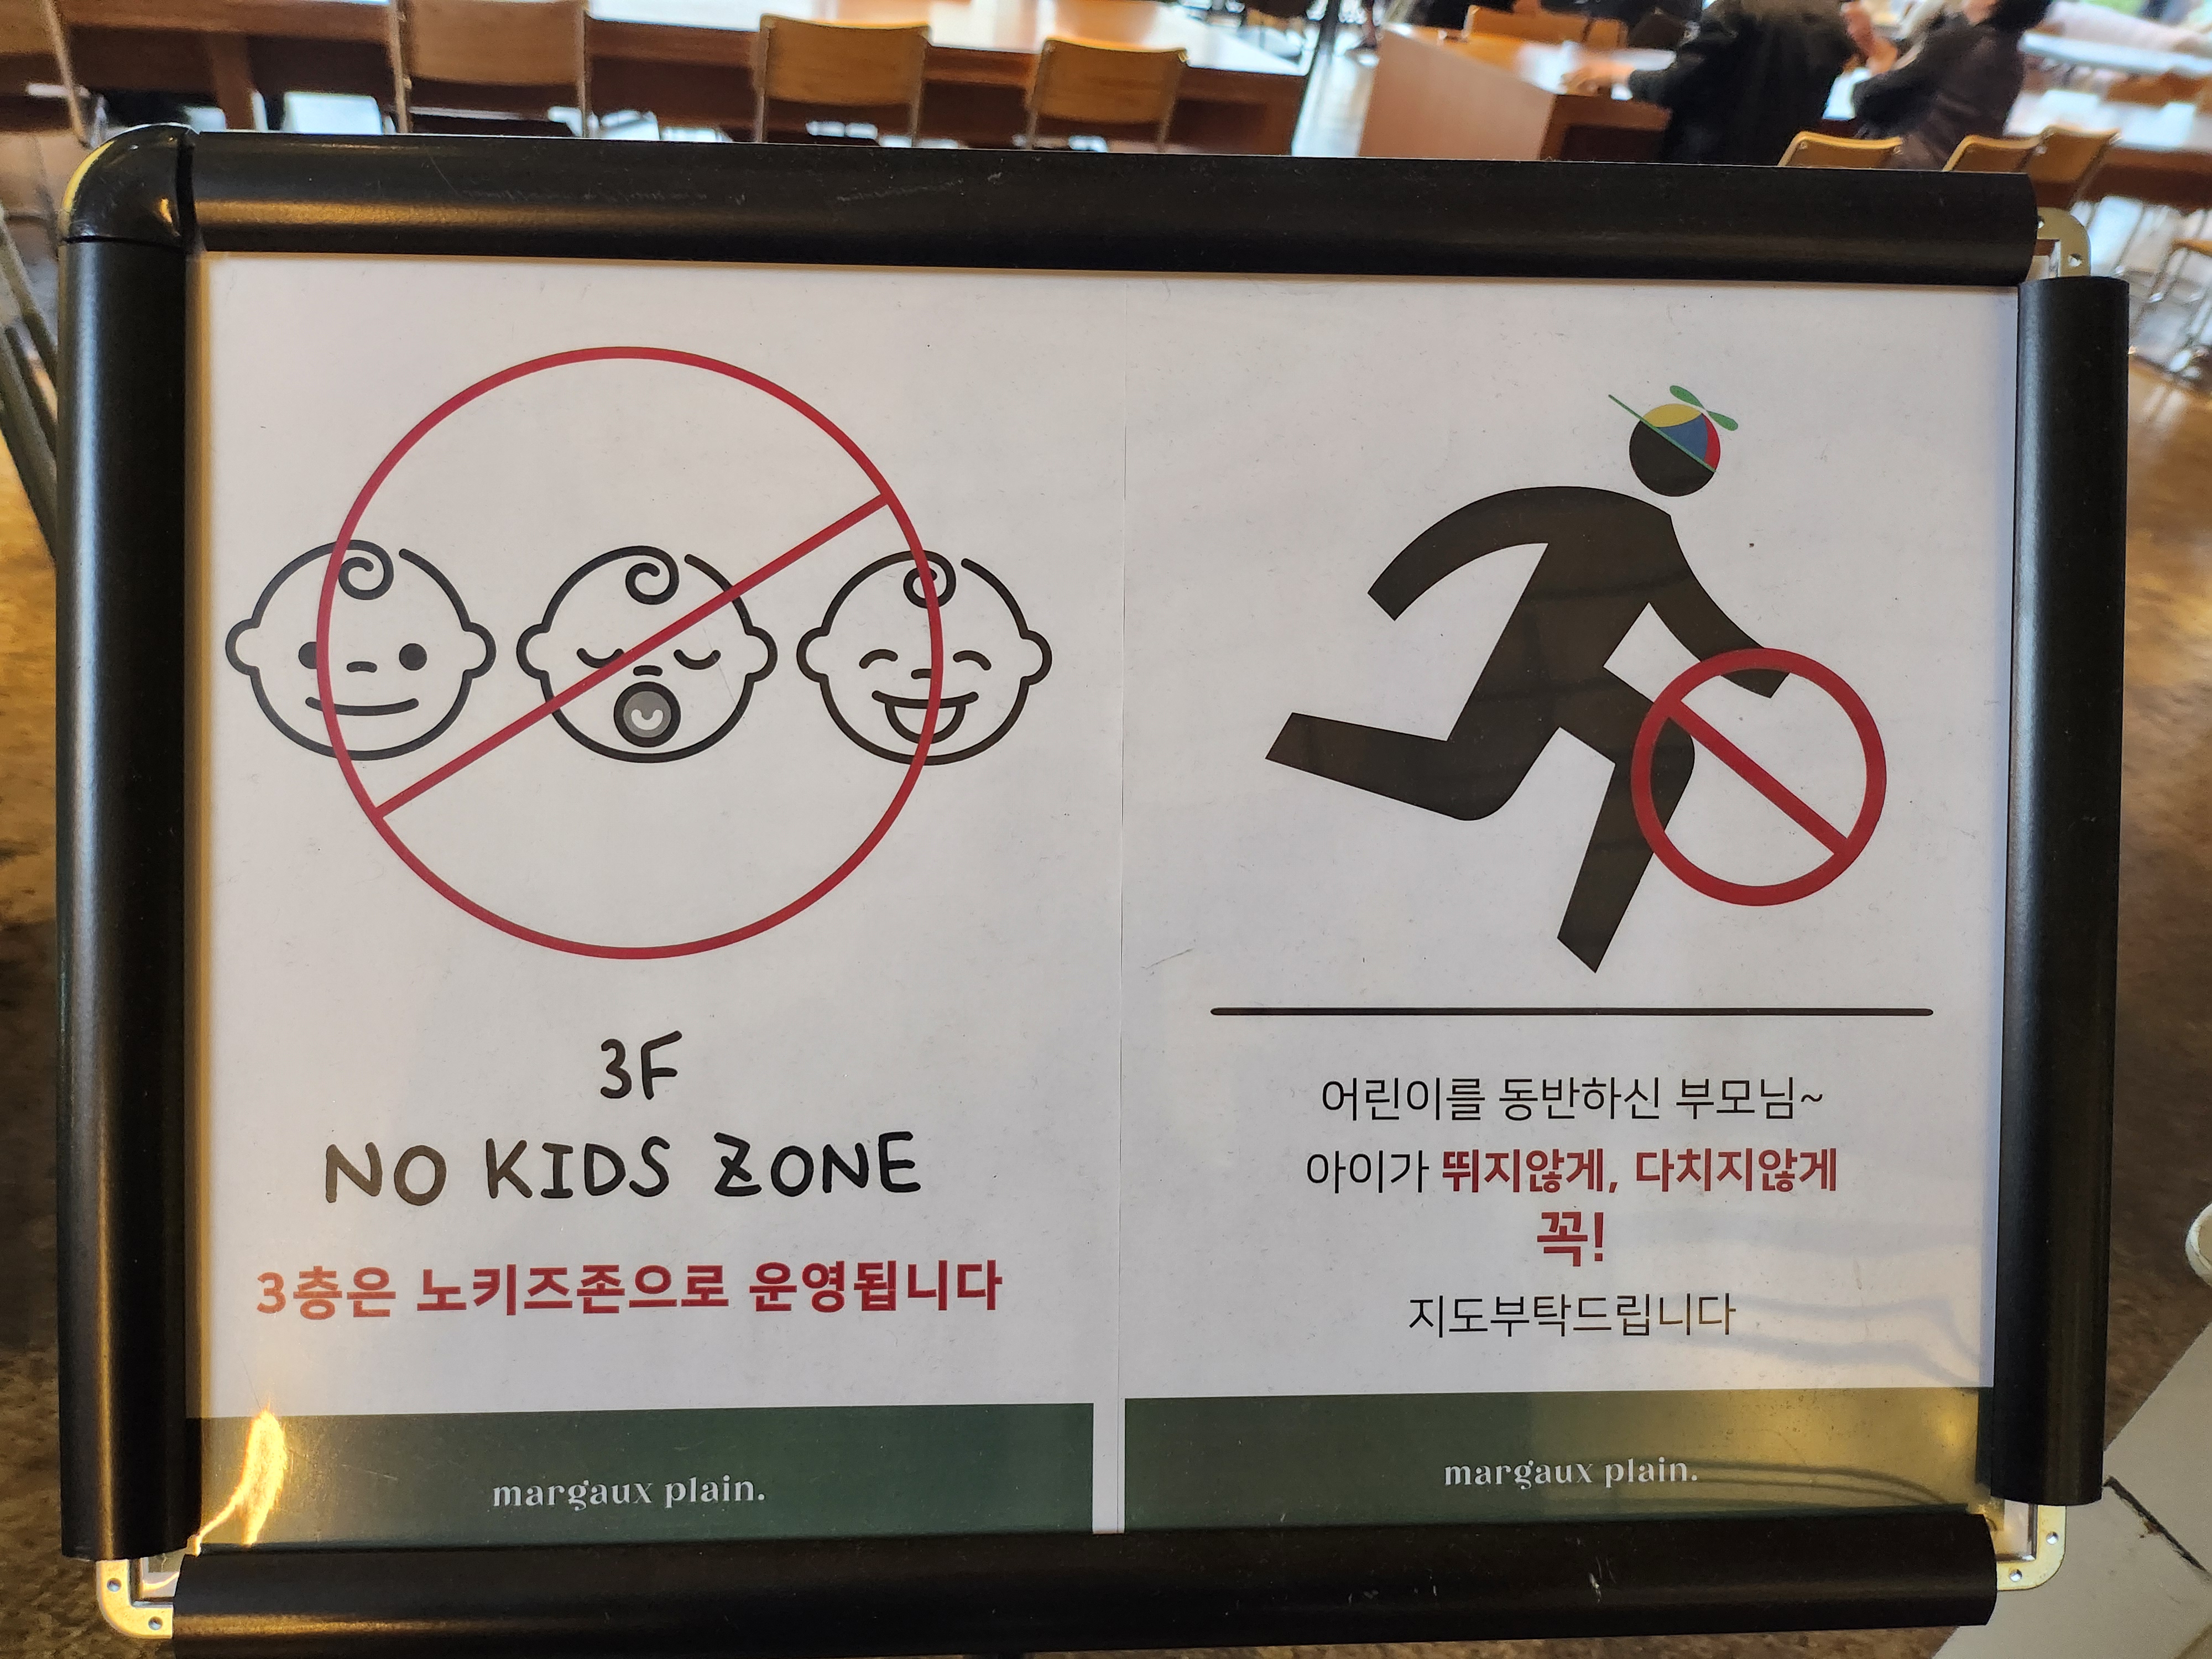 3F
NO KIDS ZONE
3층은 노키즈존으로 운영됩니다
margaux plain.
어린이를 동반하신 부모님~
아이가 뛰지않게, 다치지않게
꼭!
지도부탁드립니다
margaux plain.